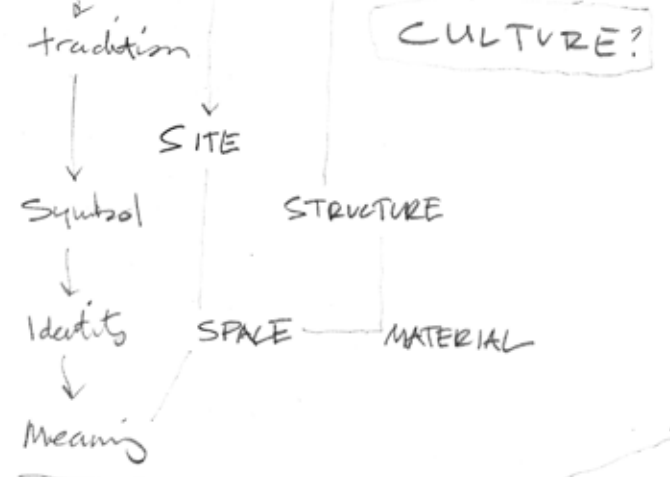 tradition
CULTURE?
SITE
Symbol
STRUCTURE
Identity
SPACE
MATERIAL
Meaning